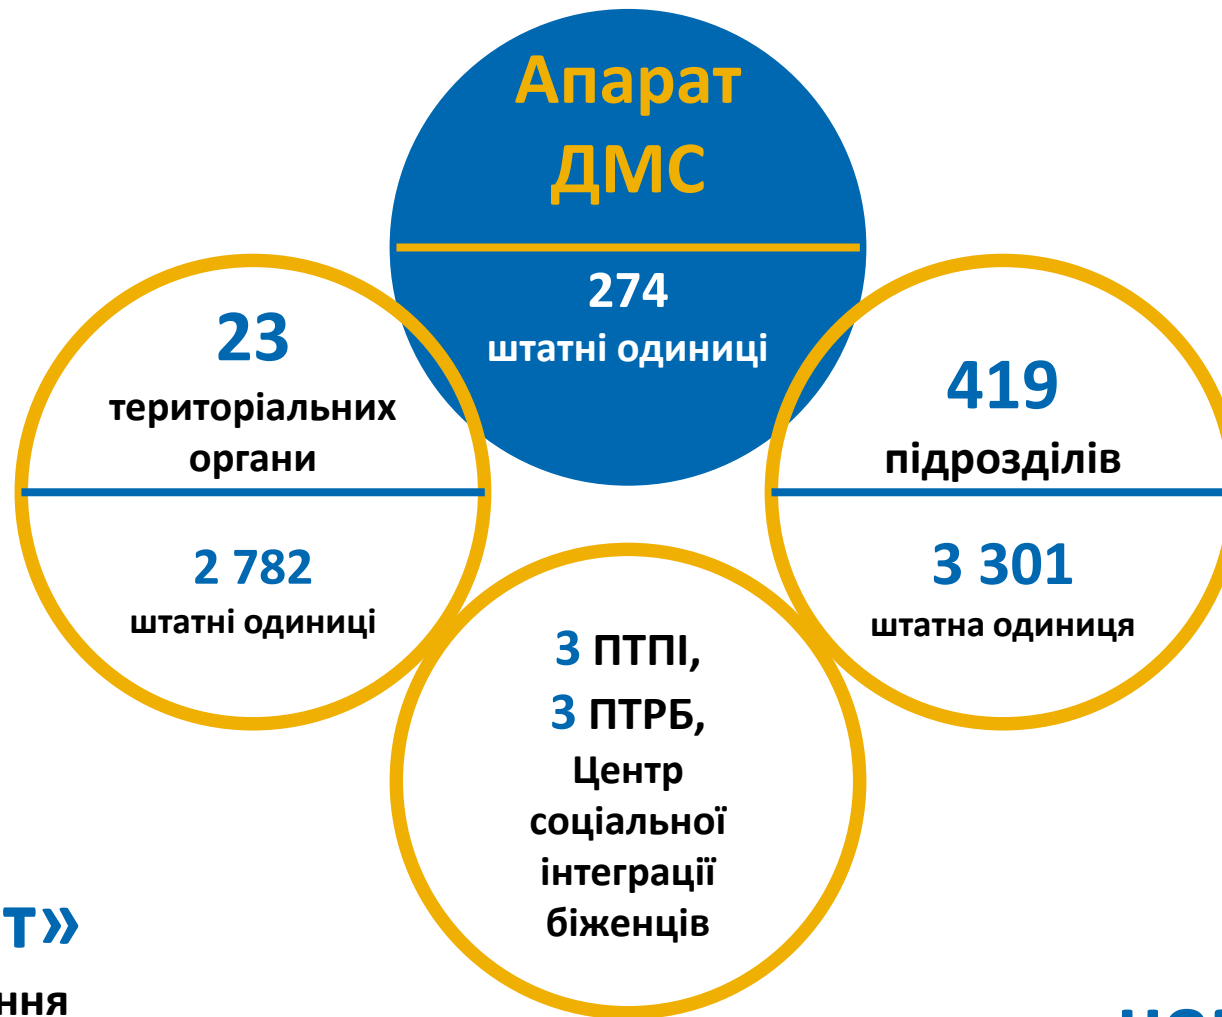 Апарат
ДМС
274
штатні одиниці
23
територіальних
органи
2 782
штатні одиниці
419
підрозділів
3 301
штатна одиниця
3 ПТПІ,
3 ПТРБ,
Центр
соціальної
інтеграції
біженців
т»
ння